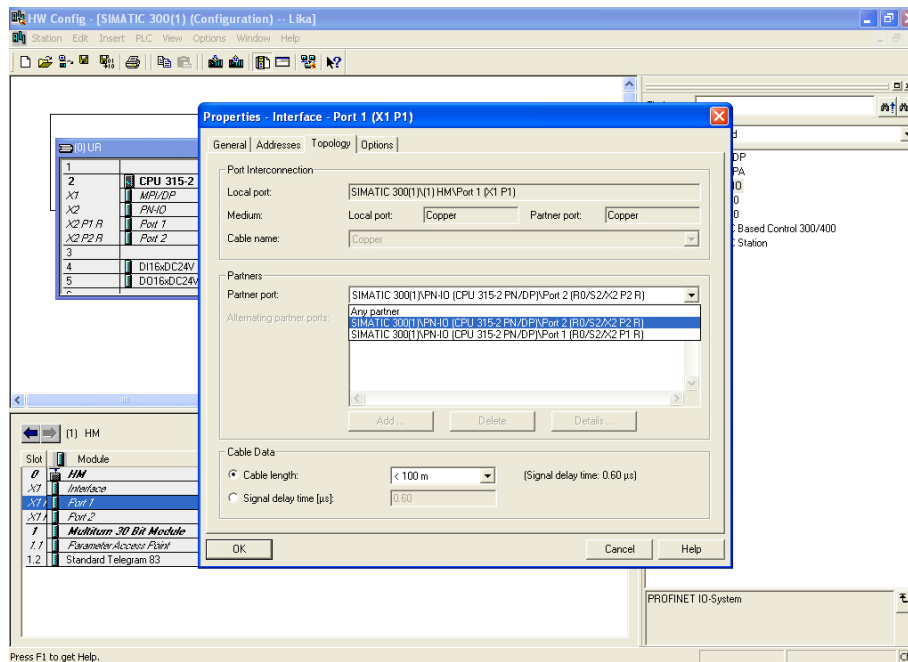 HW Config - [SIMATIC 300(1) (Configuration) -- Lika]
Station Edit Insert PLC View Options Window Help
Properties - Interface - Port 1 (X1 P1)
General Addresses Topology Options
Port Interconnection
Local port: SIMATIC 300(1)\(1) HM\Port 1 (X1 P1)
Medium: Local port: Copper Partner port: Copper
Cable name: Copper
Partners
Partner port: SIMATIC 300(1)\PN-IO (CPU 315-2 PN/DP)\Port 2 (R0/S2/X2 P2 R)
Alternating partner ports:
Any partner
SIMATIC 300(1)\PN-IO (CPU 315-2 PN/DP)\Port 2 (R0/S2/X2 P2 R)
SIMATIC 300(1)\PN-IO (CPU 315-2 PN/DP)\Port 1 (R0/S2/X2 P1 R)
Add ... Delete Details ...
Cable Data
Cable length: < 100 m (Signal delay time: 0.60 µs)
Signal delay time [µs]: 0.60
OK Cancel Help
(0) UR
1
2 CPU 315-2
X1 MPI/DP
X2 PN-IO
X2 P1 R Port 1
X2 P2 R Port 2
3
4 DI16xDC24V
5 DO16xDC24V
DP
PA
IO
0
0
Based Control 300/400
Station
(1) HM
Slot Module
0 HM
X1 Interface
X1 Port 1
X1 Port 2
1 Multiturn 30 Bit Module
1.1 Parameter Access Point
1.2 Standard Telegram 83
PROFINET IO-System
Press F1 to get Help.